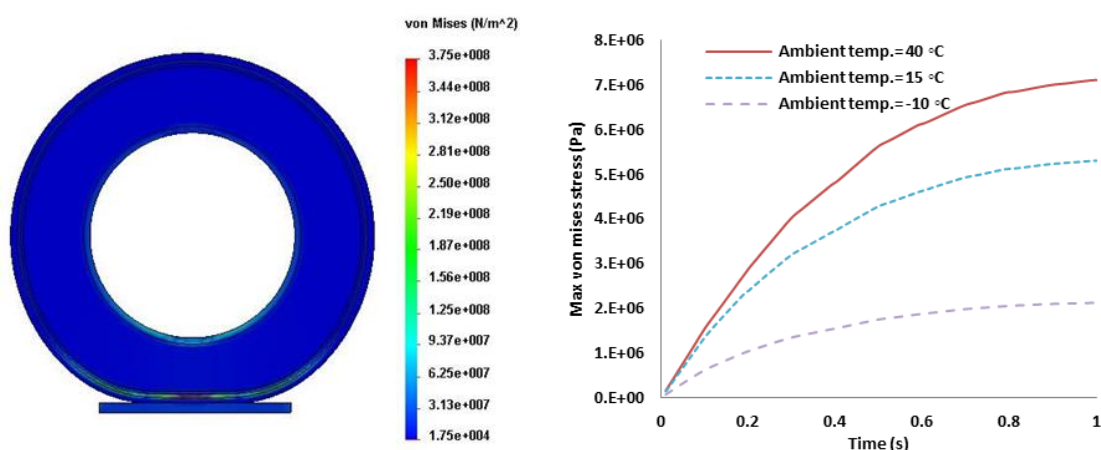 von Mises (N/m^2)
3.75e+008
3.44e+008
3.12e+008
2.81e+008
2.50e+008
2.19e+008
1.87e+008
1.56e+008
1.25e+008
9.37e+007
6.25e+007
3.13e+007
1.75e+004
Max von mises stress (Pa)
8.E+06
7.E+06
6.E+06
5.E+06
4.E+06
3.E+06
2.E+06
1.E+06
0.E+00
Ambient temp.= 40 ◦C
Ambient temp.= 15 ◦C
Ambient temp.= -10 ◦C
0 0.2 0.4 0.6 0.8 1
Time (s)